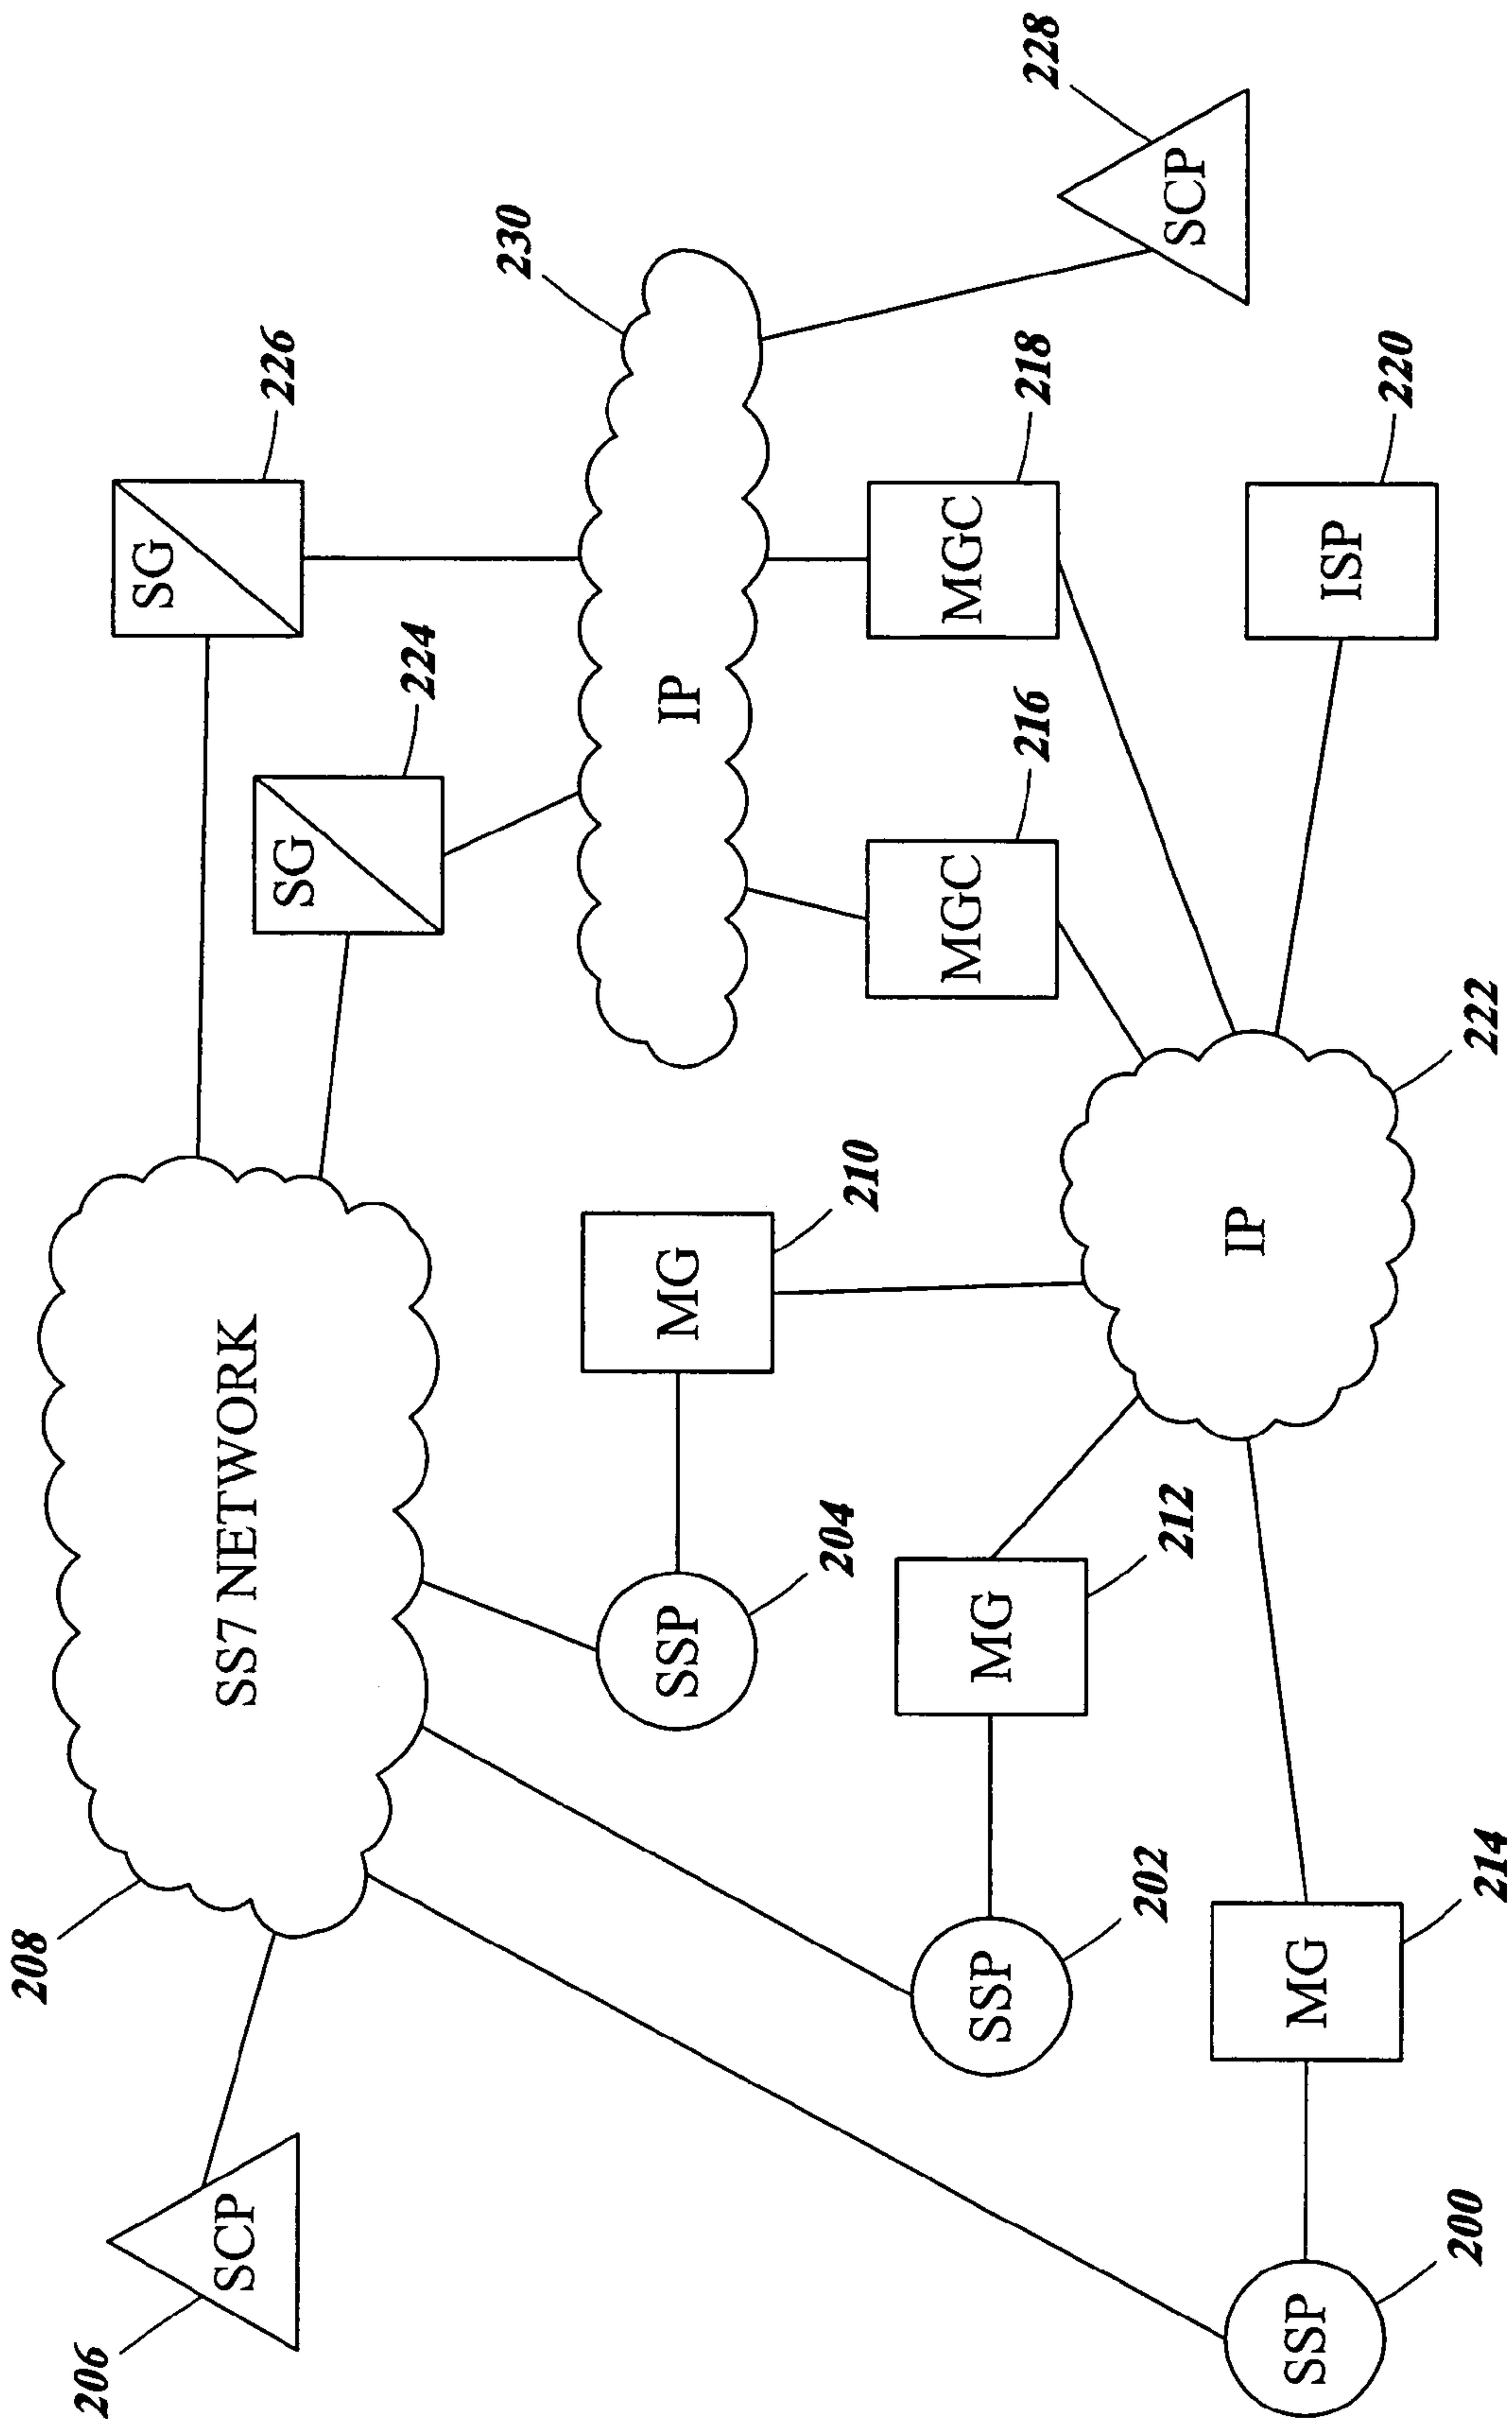 206
SCP
208
SS7 NETWORK
SG
226
SG
224
230
IP
SSP
204
MG
210
SSP
202
MG
212
MGC
216
MGC
218
SCP
228
SSP
200
MG
214
IP
222
ISP
220